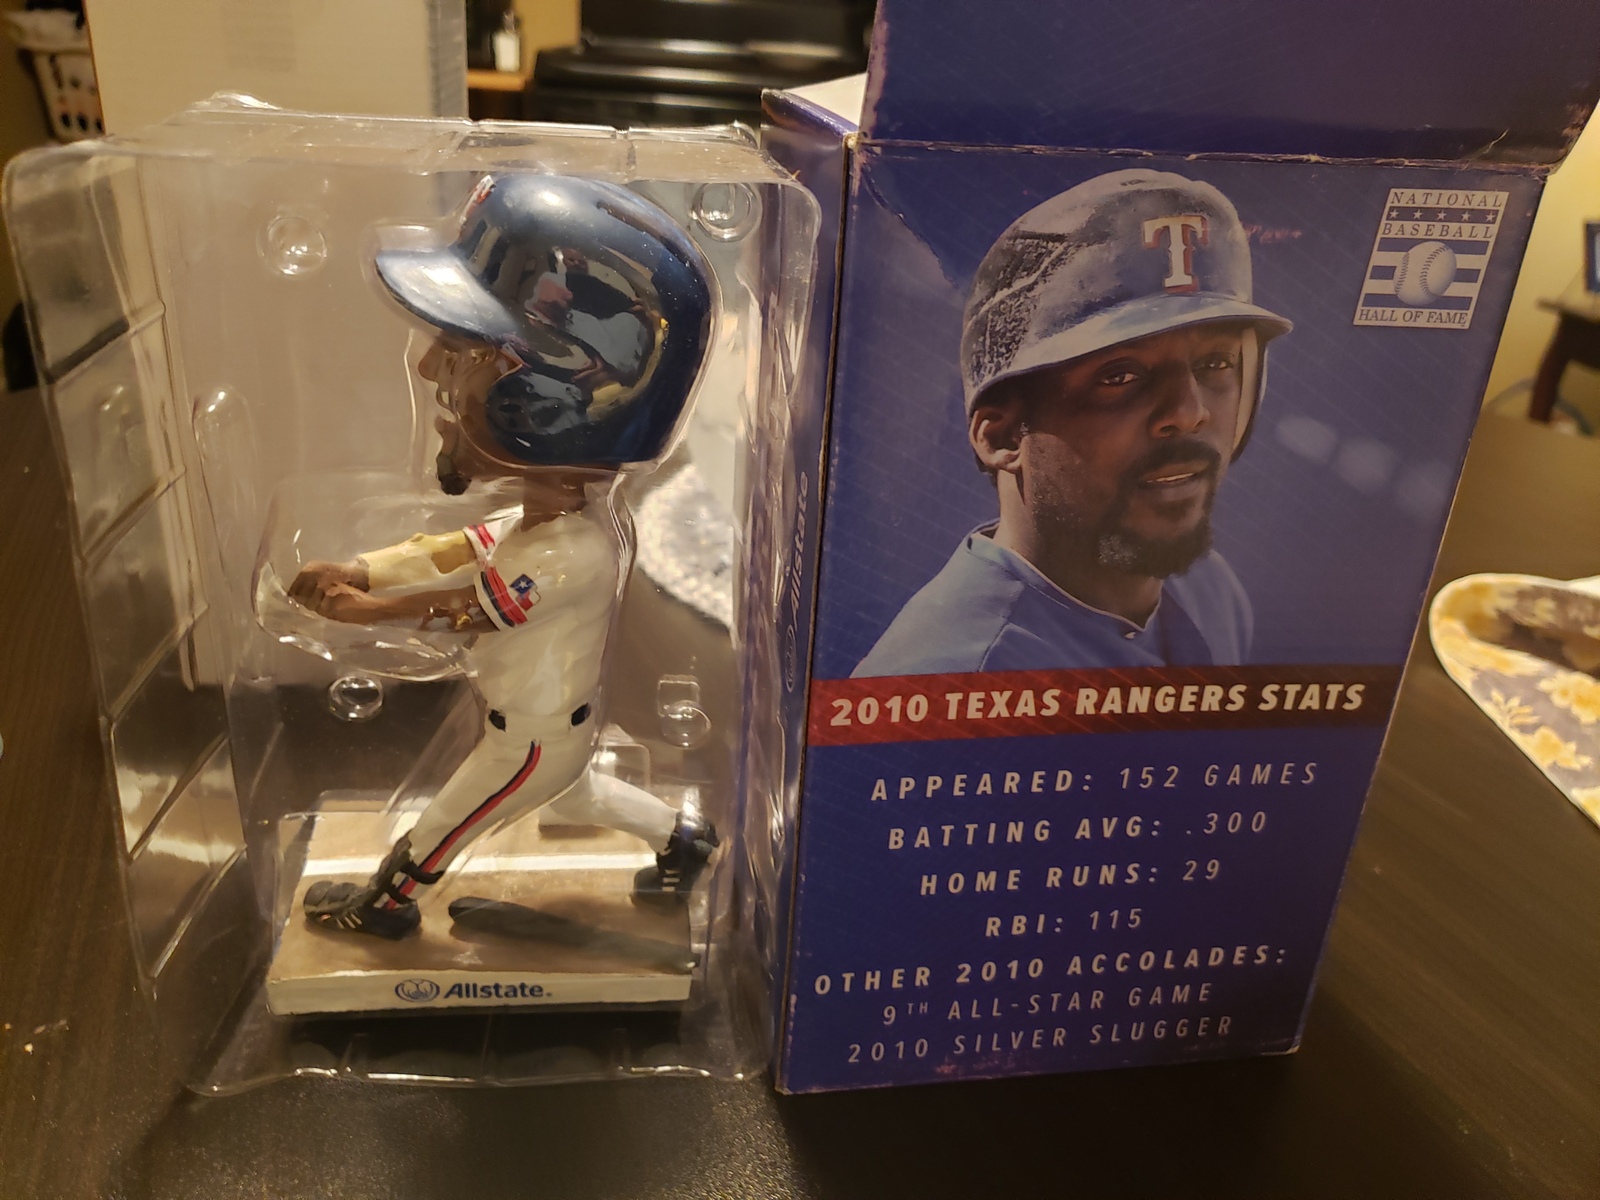 NATIONAL
BASEBALL
HALL OF FAME
T
Allstate
2010 TEXAS RANGERS STATS
APPEARED: 152 GAMES
BATTING AVG: .300
HOME RUNS: 29
RBI: 115
OTHER 2010 ACCOLADES:
9TH ALL-STAR GAME
2010 SILVER SLUGGER
Allstate.